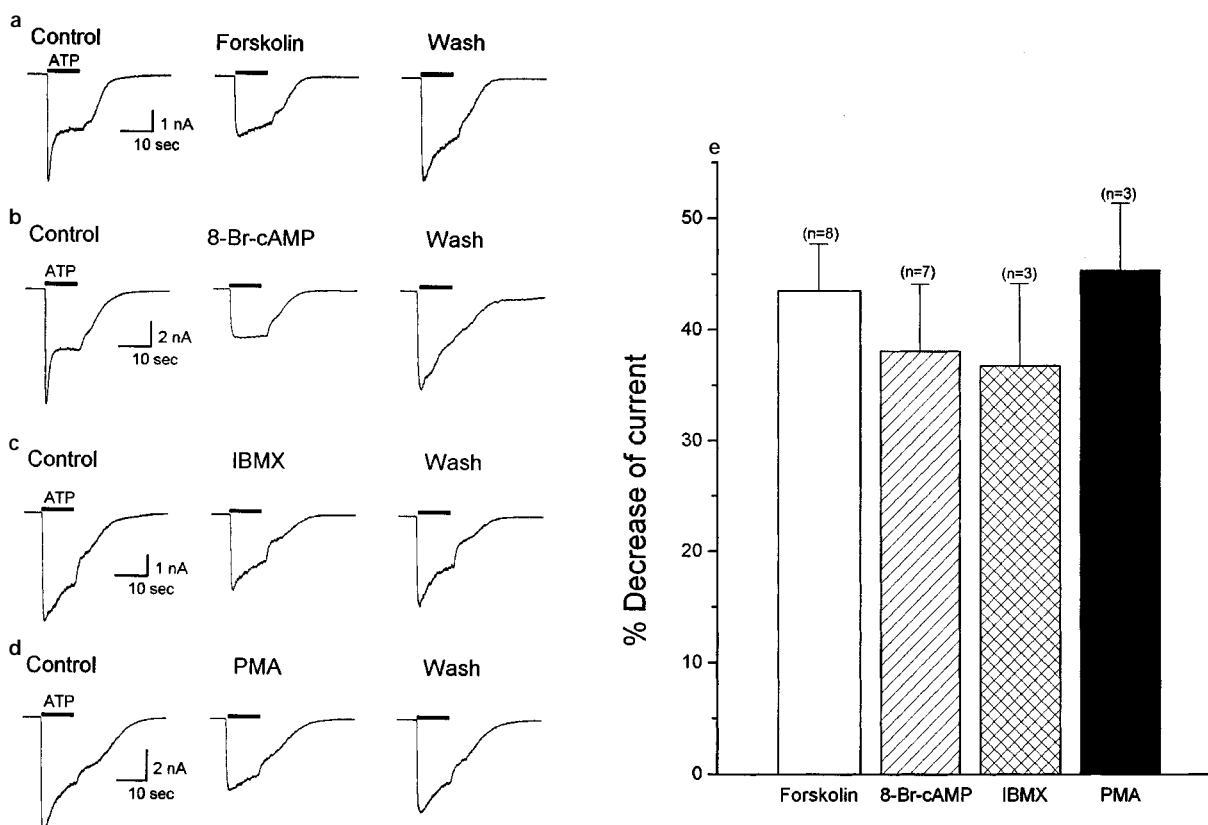 a
Control
Forskolin
Wash
ATP
1 nA
10 sec
b
Control
8-Br-cAMP
Wash
ATP
2 nA
10 sec
c
Control
IBMX
Wash
ATP
1 nA
10 sec
d
Control
PMA
Wash
ATP
2 nA
10 sec
e
% Decrease of current
50
40
30
20
10
0
(n=8)
(n=7)
(n=3)
(n=3)
Forskolin
8-Br-cAMP
IBMX
PMA